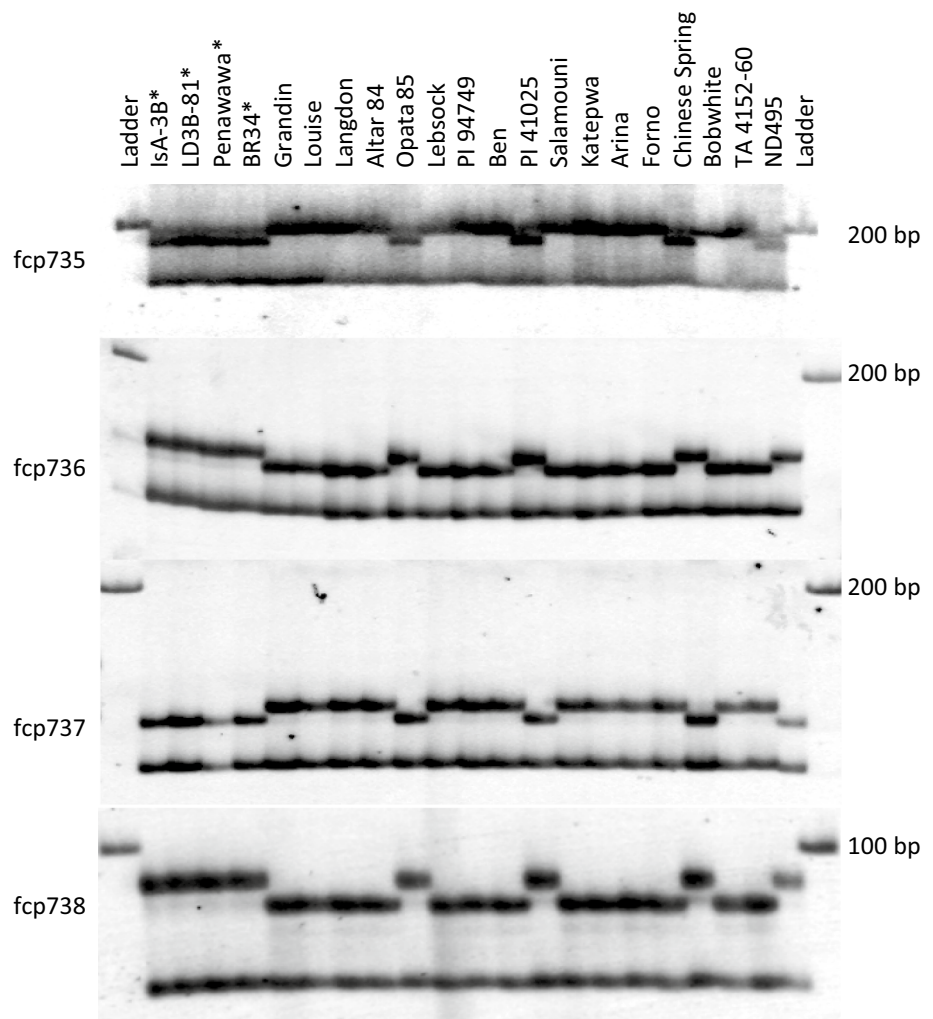 Ladder
IsA-3B*
LD3B-81*
Penawawa*
BR34*
Grandin
Louise
Langdon
Altar 84
Opata 85
Lebsock
PI 94749
Ben
PI 41025
Salamouni
Katepwa
Arina
Forno
Chinese Spring
Bobwhite
TA 4152-60
ND495
Ladder
fcp735
200 bp
fcp736
200 bp
fcp737
200 bp
fcp738
100 bp